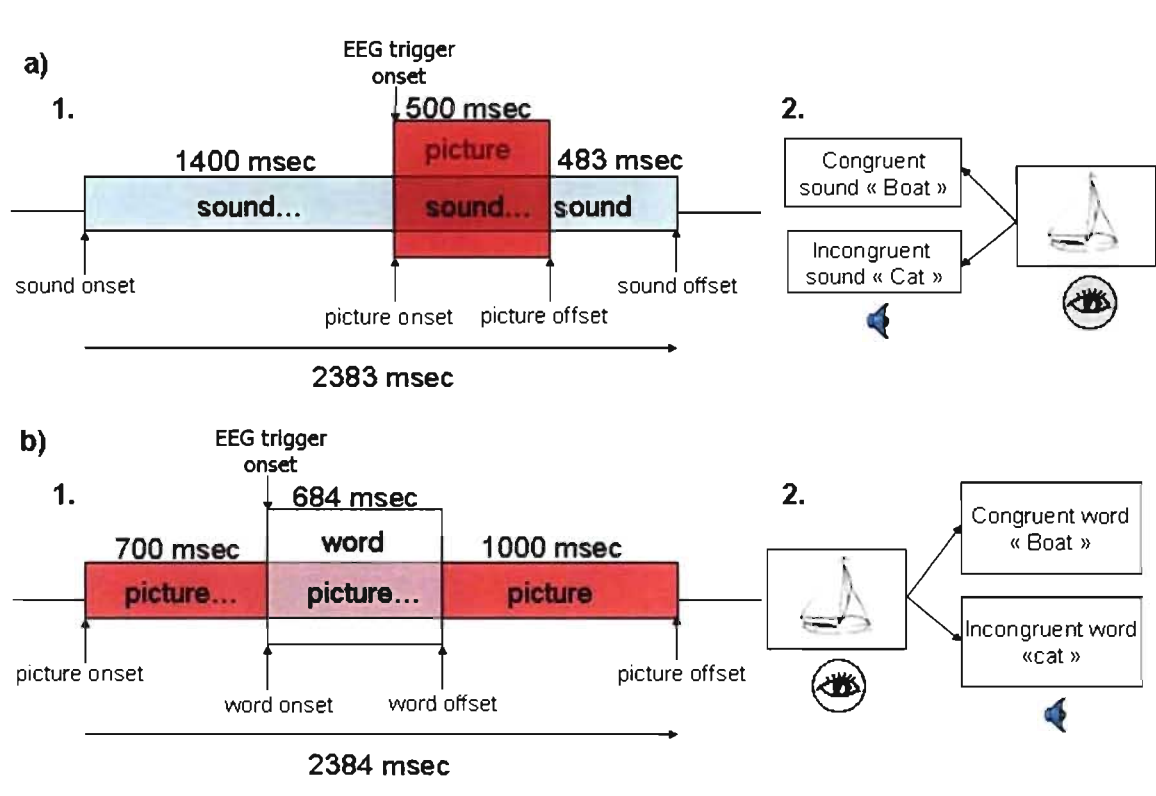 a)
EEG trigger
onset
1.
500 msec
2.
1400 msec
picture
483 msec
sound...
sound...
sound
sound onset
picture onset
picture offset
sound offset
2383 msec
Congruent
sound « Boat »
Incongruent
sound « Cat »
b)
EEG trigger
onset
1.
684 msec
2.
700 msec
word
1000 msec
picture...
picture...
picture
picture onset
word onset
word offset
picture offset
2384 msec
Congruent word
« Boat »
Incongruent word
«cat »